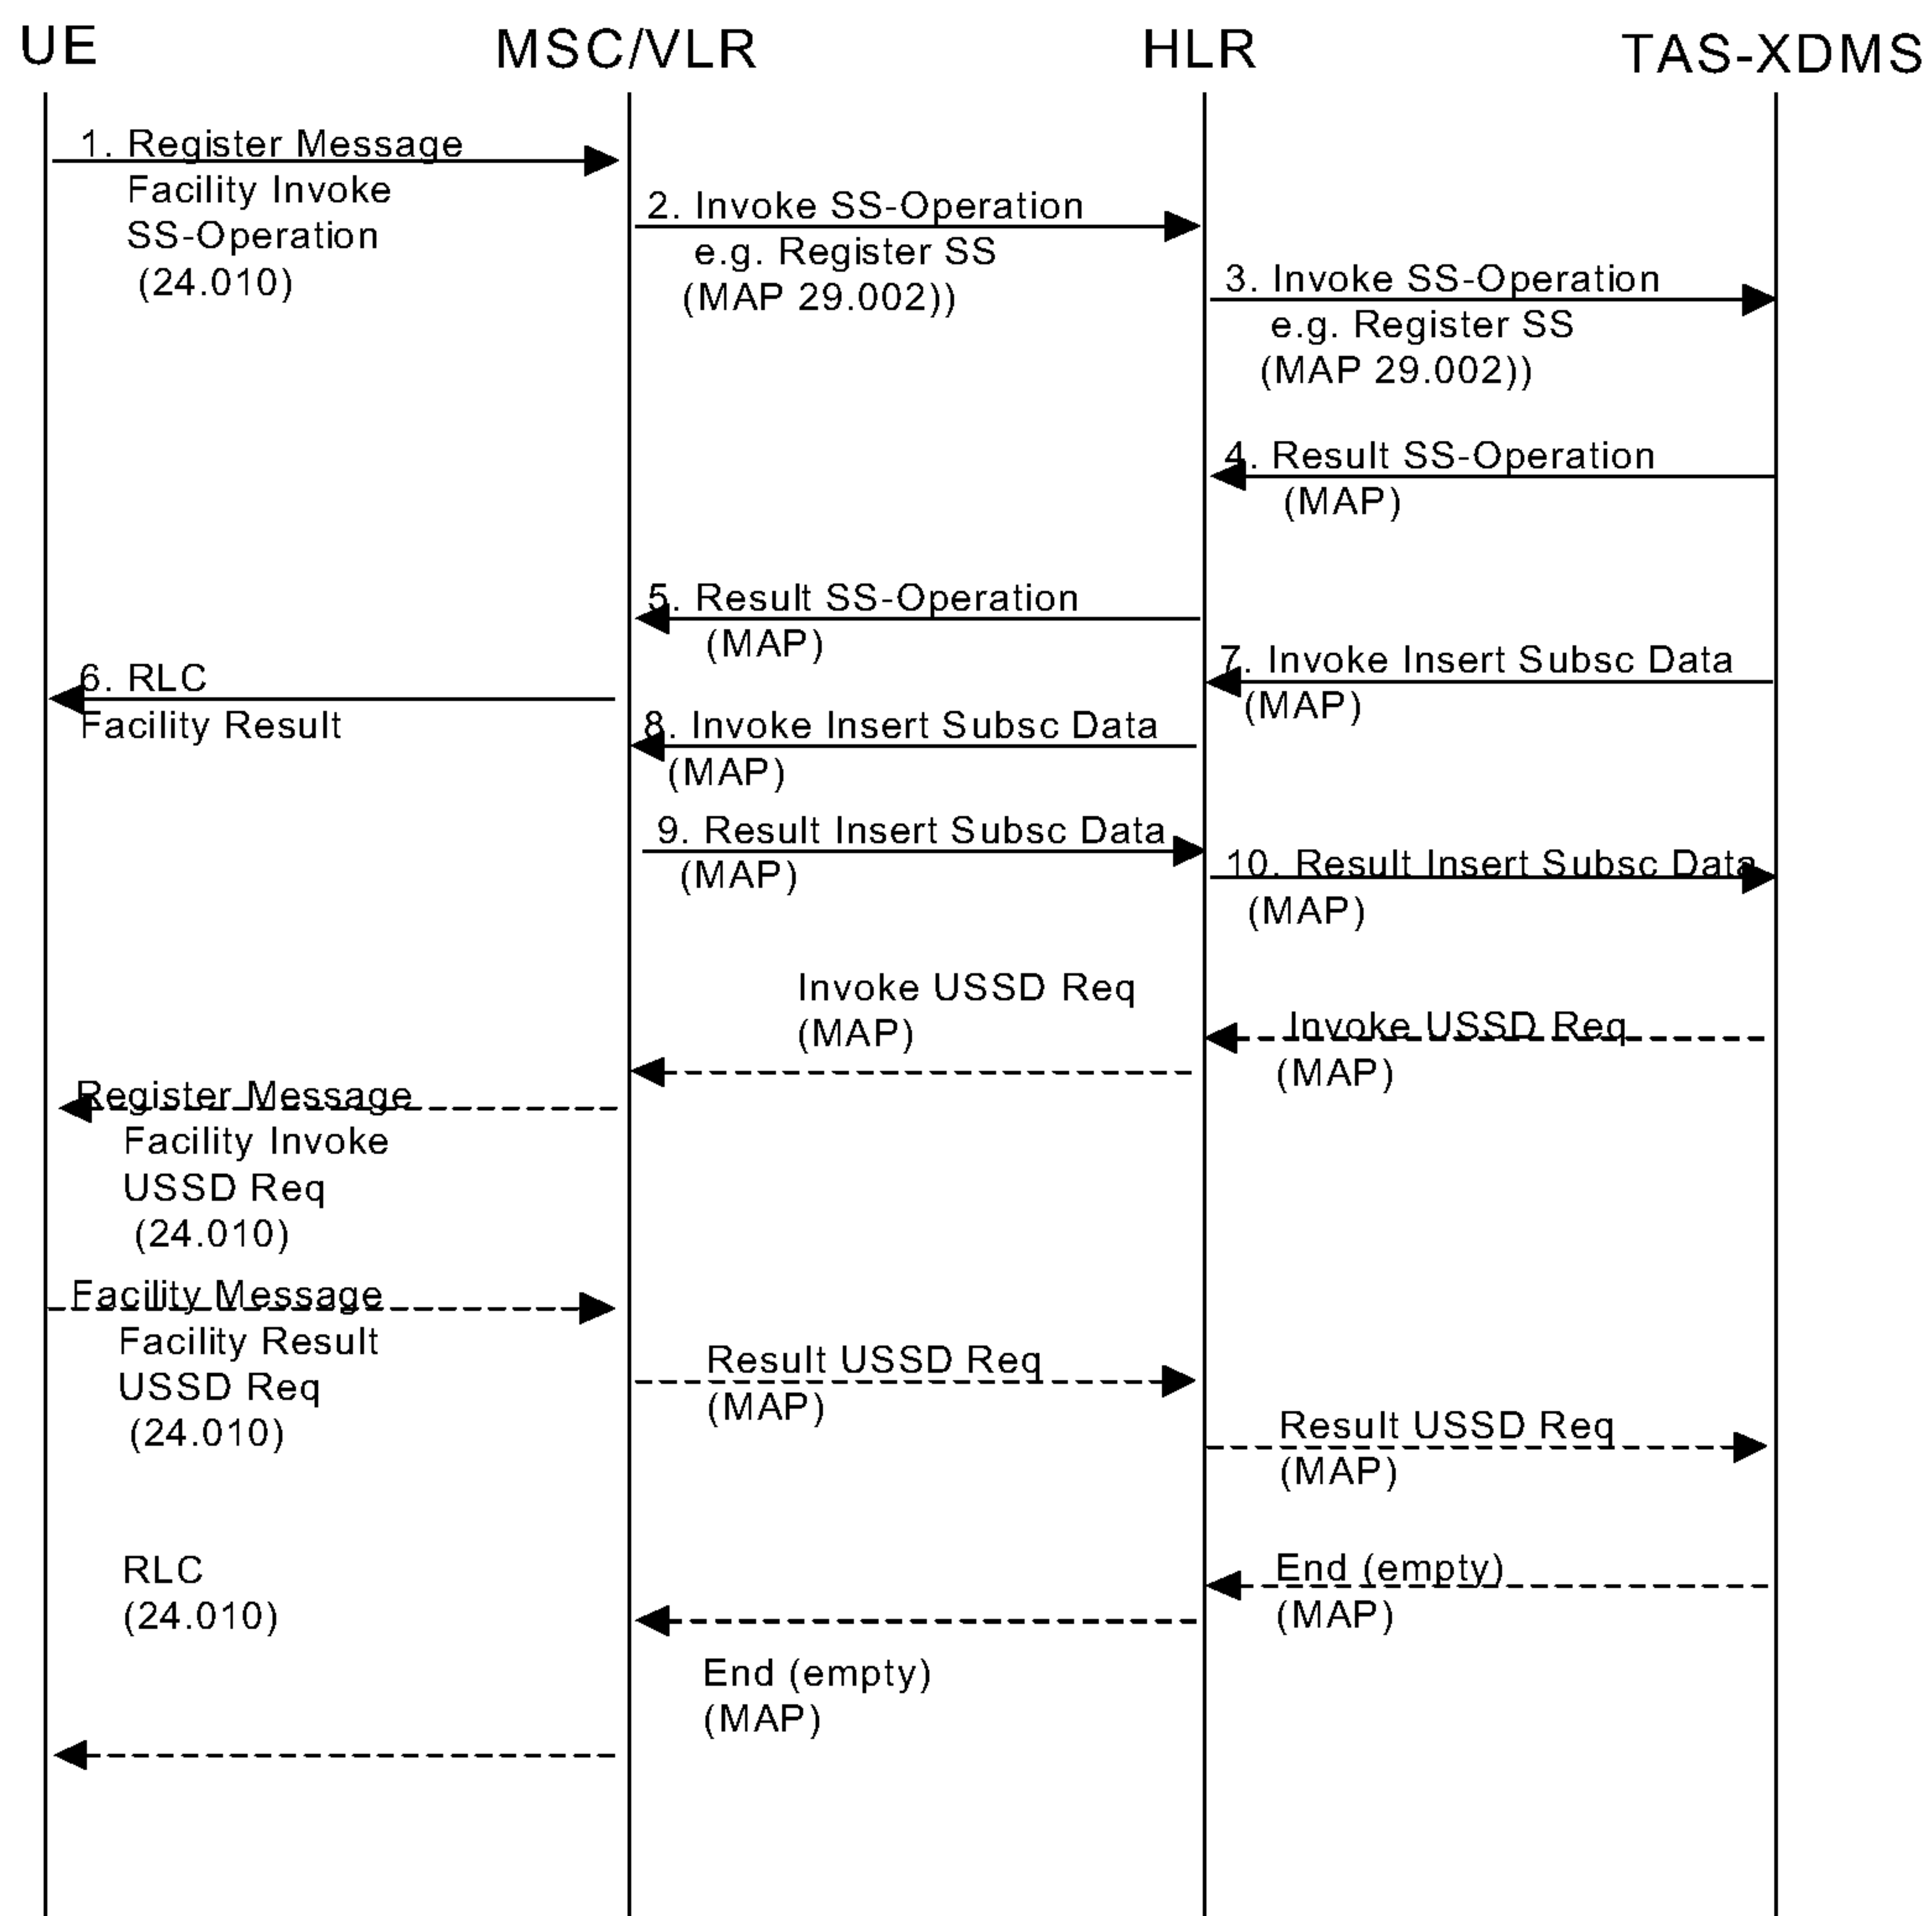 UE
MSC/VLR
HLR
TAS-XDMS
1. Register Message
Facility Invoke
SS-Operation
(24.010)
2. Invoke SS-Operation
e.g. Register SS
(MAP 29.002))
3. Invoke SS-Operation
e.g. Register SS
(MAP 29.002))
4. Result SS-Operation
(MAP)
5. Result SS-Operation
(MAP)
6. RLC
Facility Result
7. Invoke Insert Subsc Data
(MAP)
8. Invoke Insert Subsc Data
(MAP)
9. Result Insert Subsc Data
(MAP)
10. Result Insert Subsc Data
(MAP)
Invoke USSD Req
(MAP)
Invoke USSD Req
(MAP)
Register Message
Facility Invoke
USSD Req
(24.010)
Facility Message
Facility Result
USSD Req
(24.010)
Result USSD Req
(MAP)
Result USSD Req
(MAP)
End (empty)
(MAP)
RLC
(24.010)
End (empty)
(MAP)